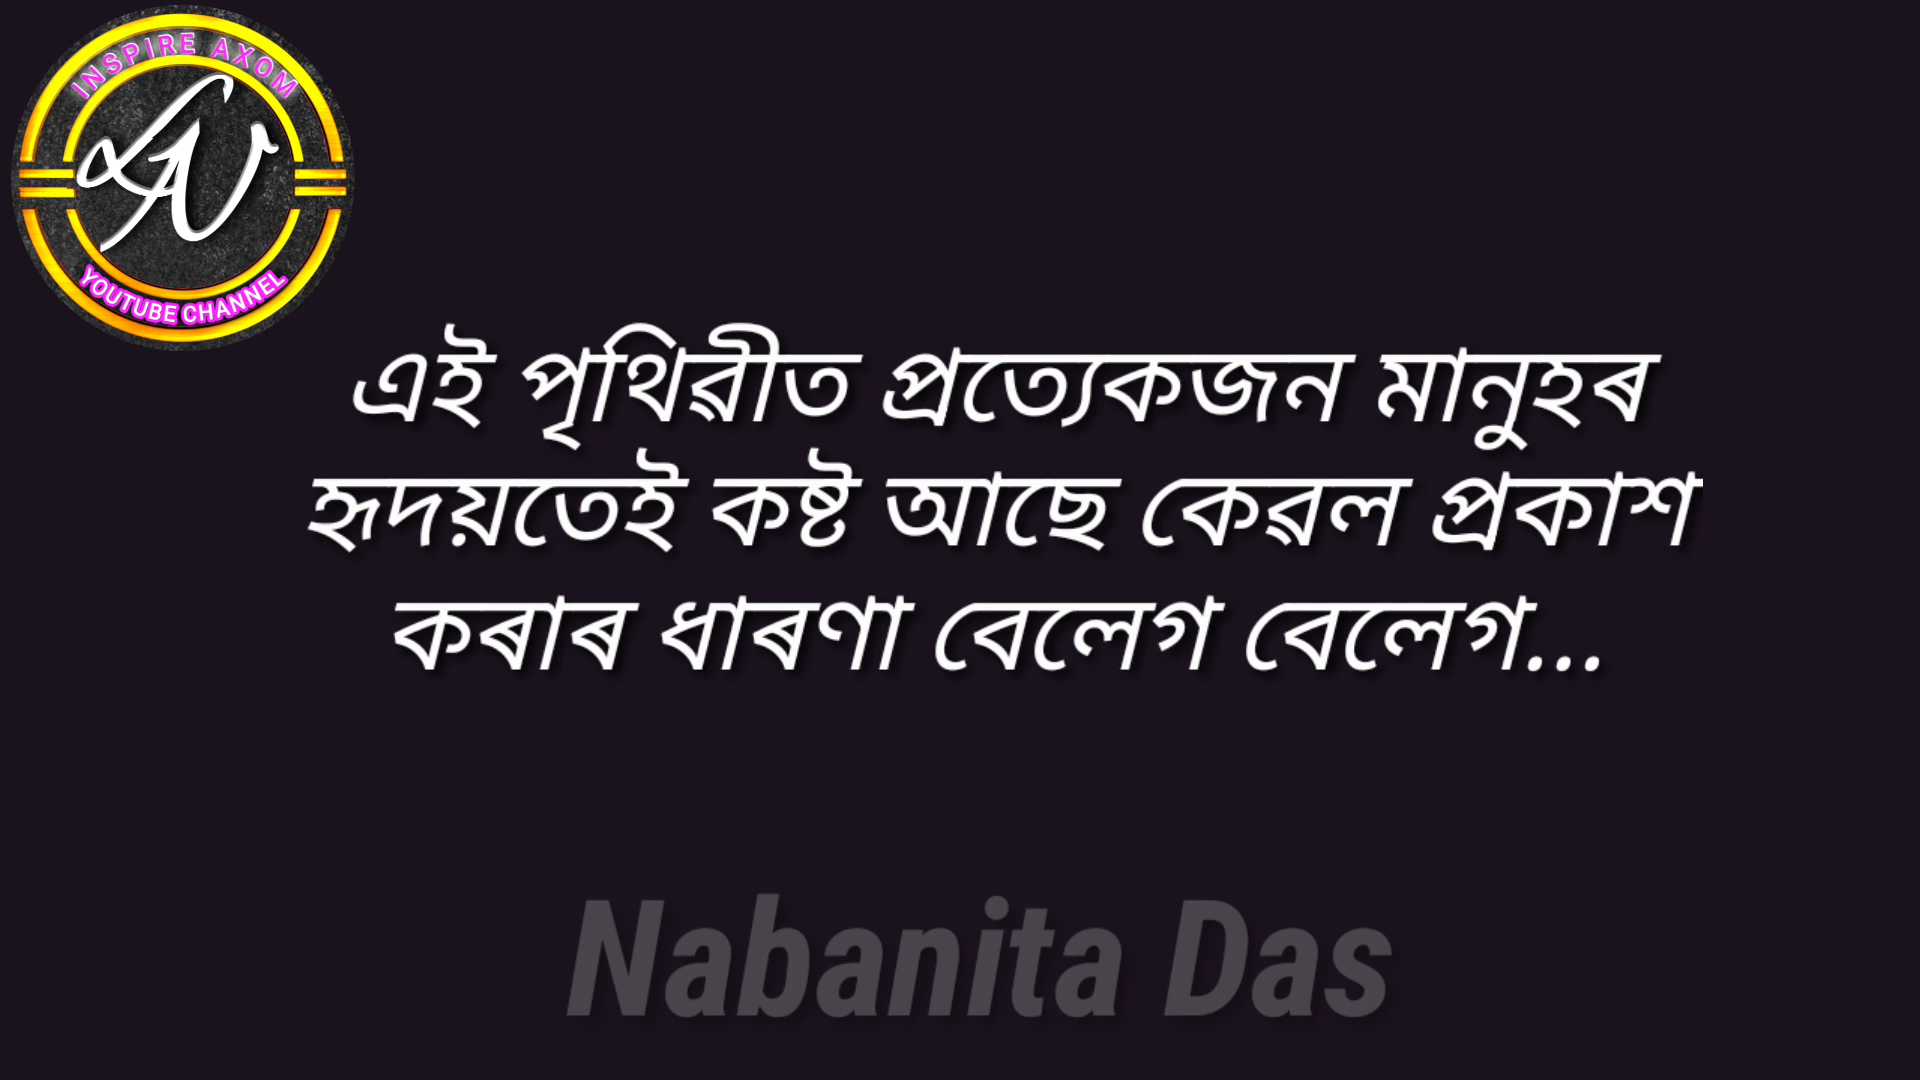 INSPIRE AXOM
YOUTUBE CHANNEL
এই পৃথিৱীত প্ৰত্যেকজন মানুহৰ
হৃদয়তেই কষ্ট আছে কেৱল প্ৰকাশ
কৰাৰ ধাৰণা বেলেগ বেলেগ...
Nabanita Das